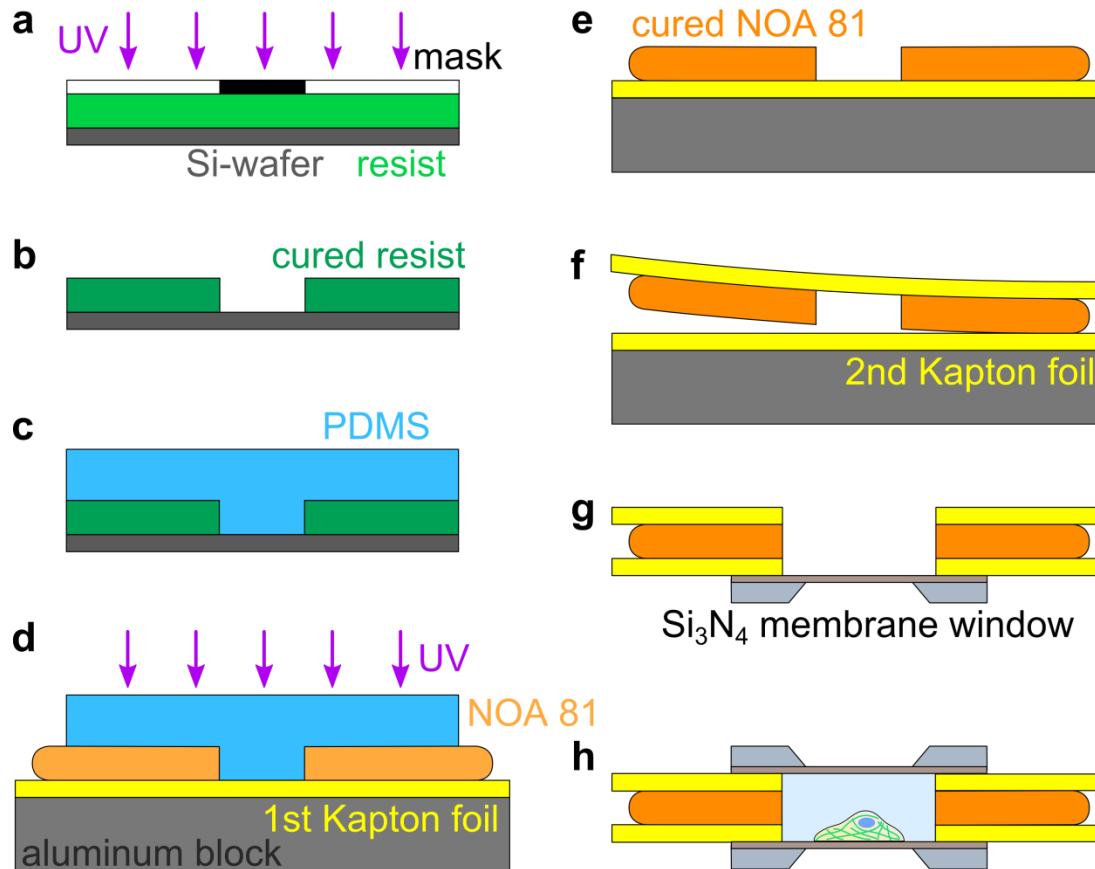 a
UV
mask
Si-wafer
resist
b
cured resist
c
PDMS
d
UV
NOA 81
1st Kapton foil
aluminum block
e
cured NOA 81
f
2nd Kapton foil
g
Si₃N₄ membrane window
h